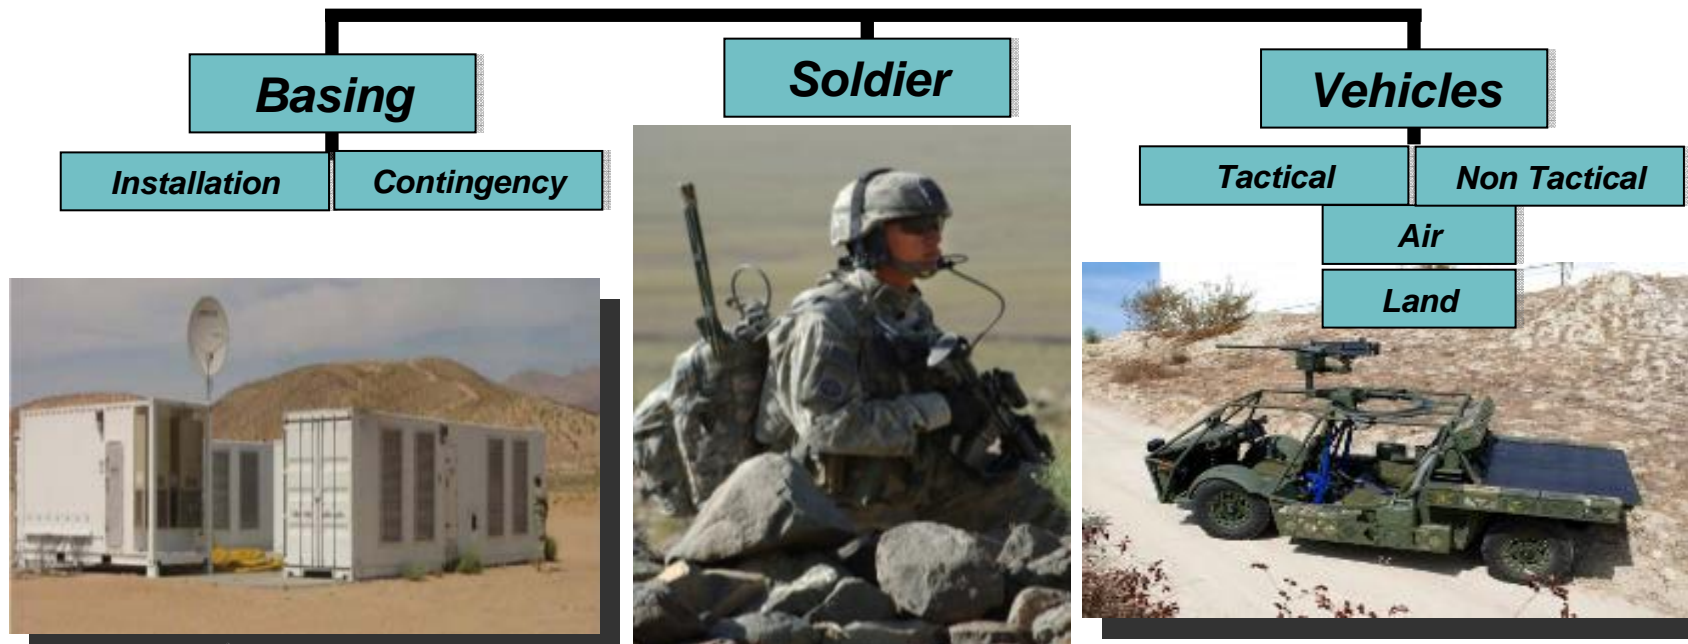 Basing
Soldier
Vehicles
Installation
Contingency
Tactical
Non Tactical
Air
Land